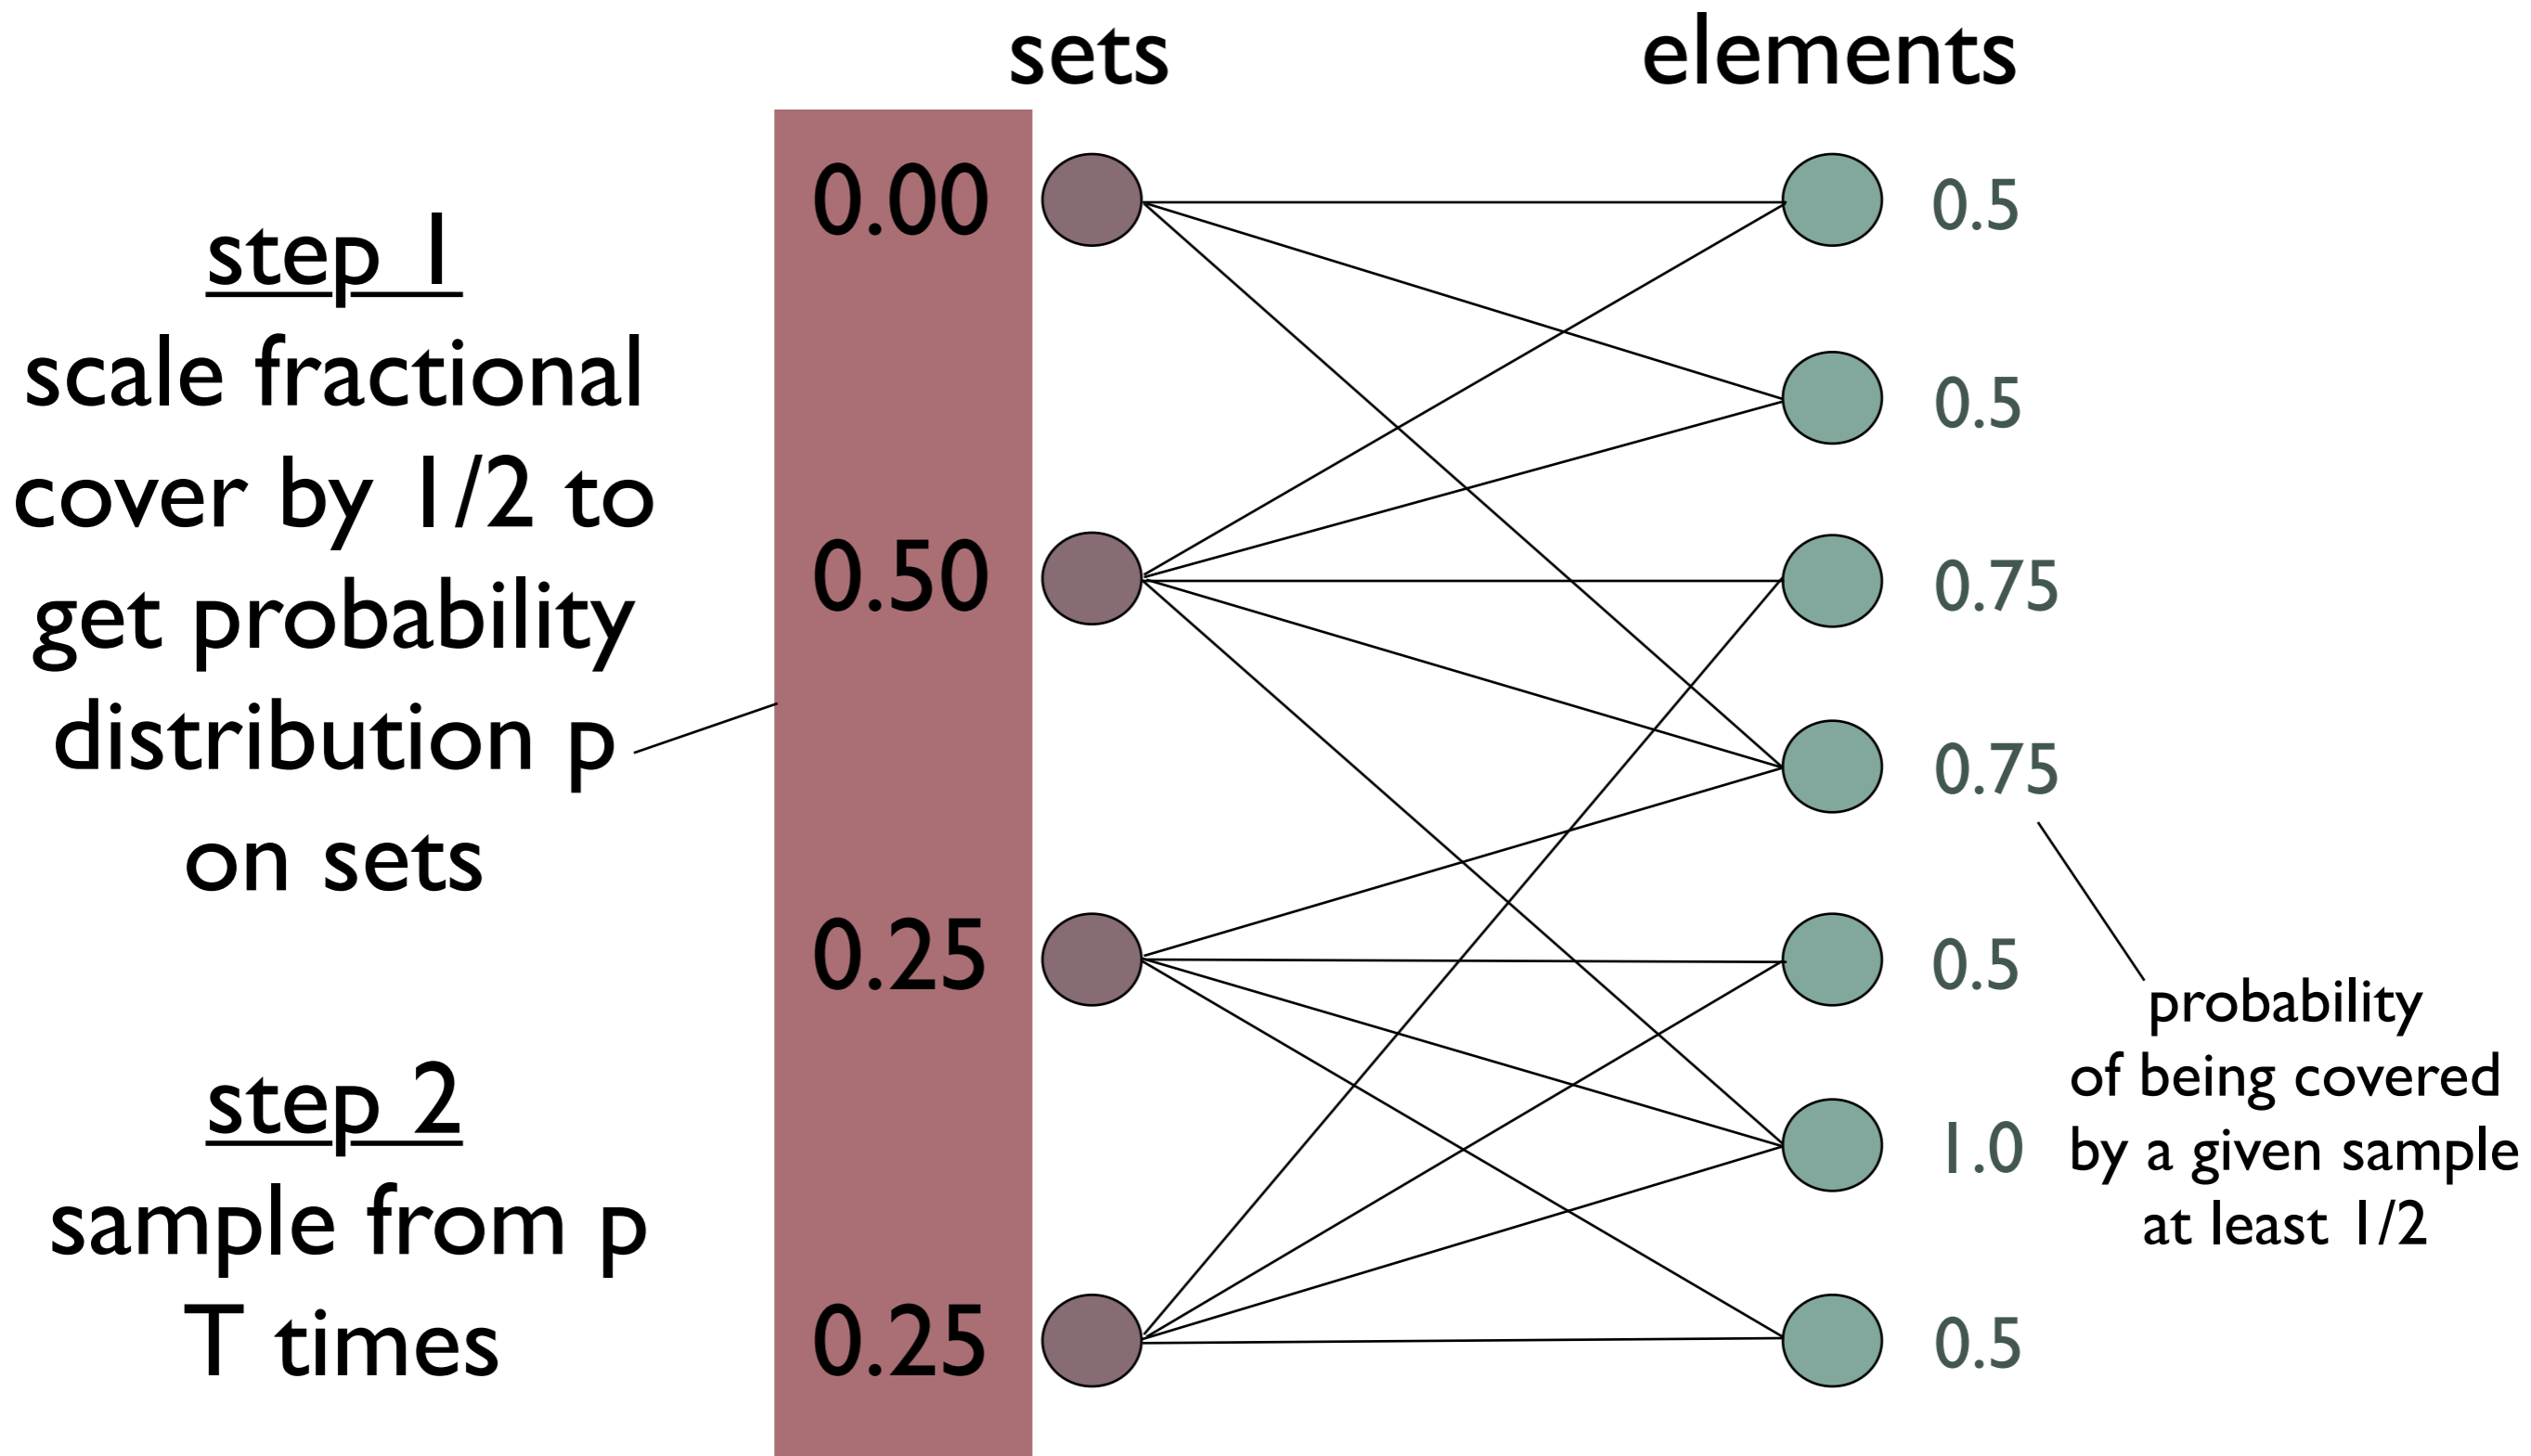 sets
elements
step 1
scale fractional
cover by 1/2 to
get probability
distribution p
on sets
step 2
sample from p
T times
0.00
0.50
0.25
0.25
0.5
0.5
0.75
0.75
0.5
1.0
0.5
probability
of being covered
by a given sample
at least 1/2